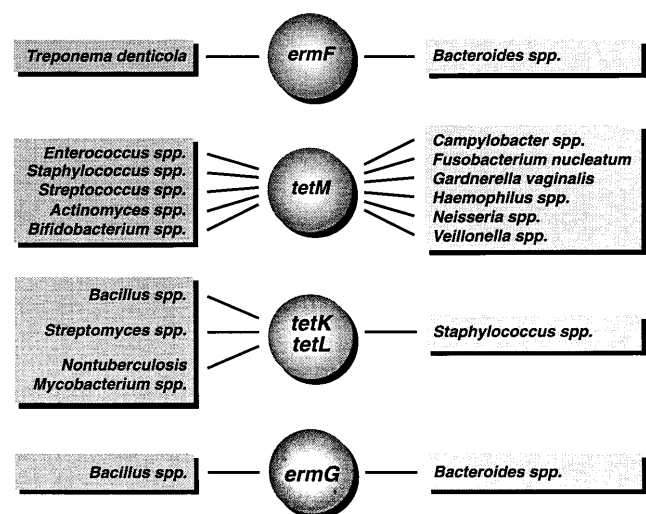 Treponema denticola
ermF
Bacteroides spp.
Enterococcus spp.
Staphylococcus spp.
Streptococcus spp.
Actinomyces spp.
Bifidobacterium spp.
tetM
Campylobacter spp.
Fusobacterium nucleatum
Gardnerella vaginalis
Haemophilus spp.
Neisseria spp.
Veillonella spp.
Bacillus spp.
Streptomyces spp.
Nontuberculosis
Mycobacterium spp.
tetK
tetL
Staphylococcus spp.
Bacillus spp.
ermG
Bacteroides spp.